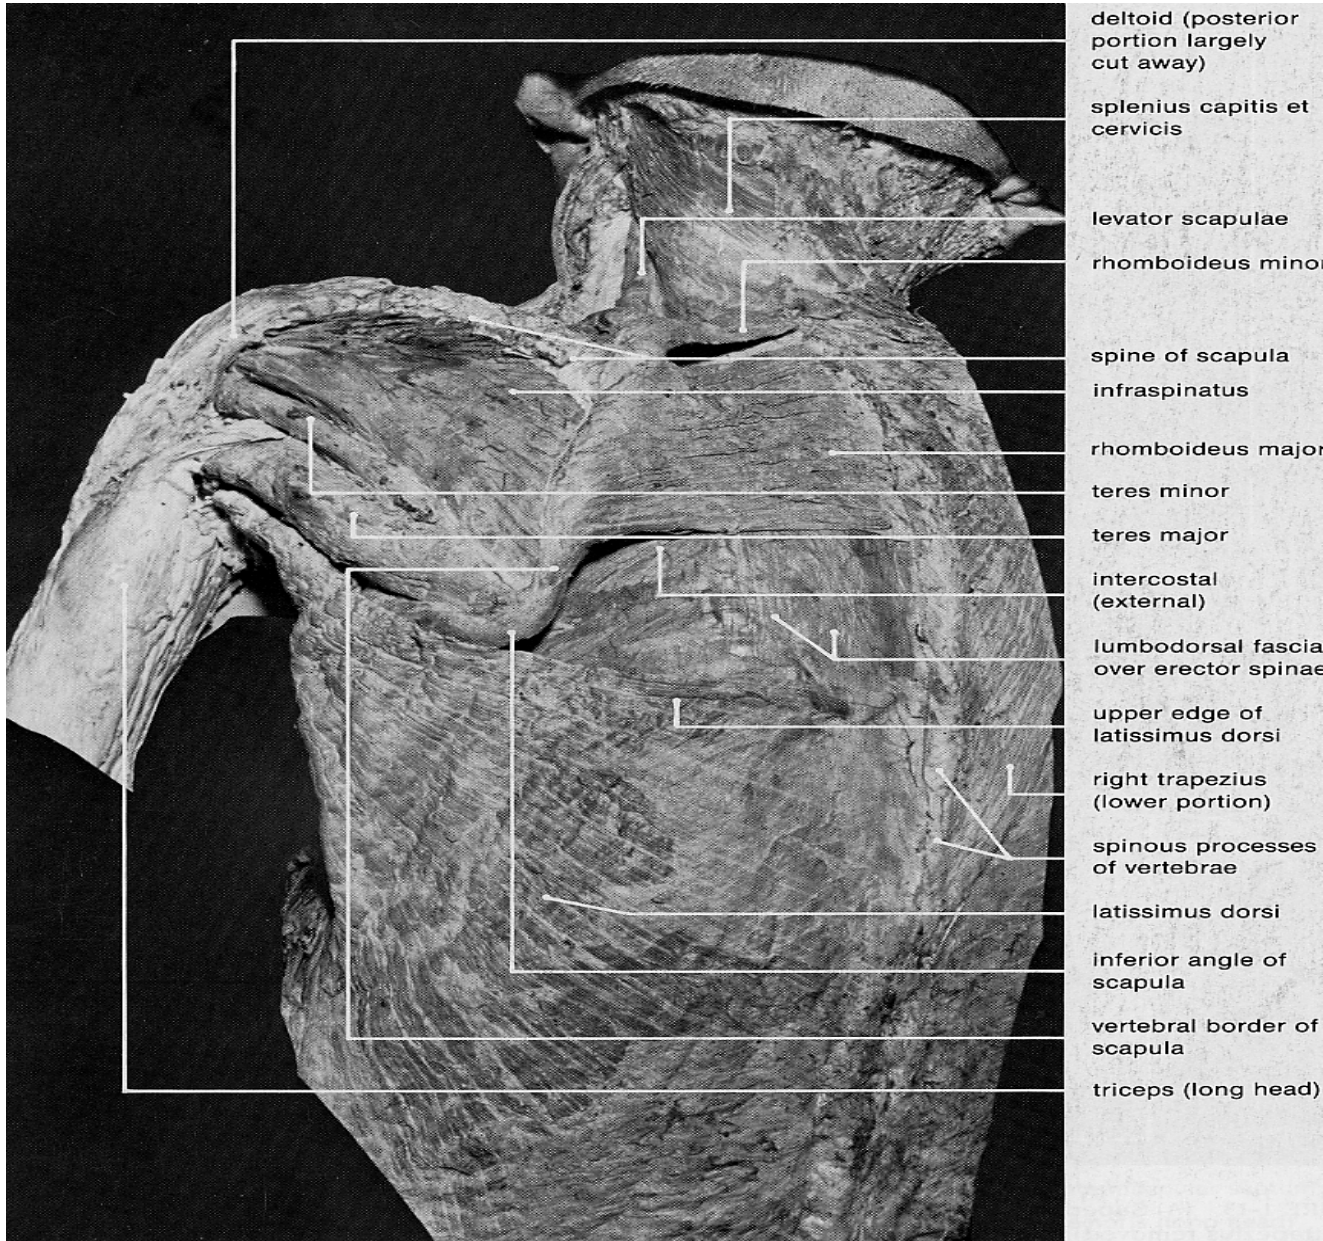 deltoid (posterior
portion largely
cut away)
splenius capitis et
cervicis
levator scapulae
rhomboideus minor
spine of scapula
infraspinatus
rhomboideus major
teres minor
teres major
intercostal
(external)
lumbodorsal fascia
over erector spinae
upper edge of
latissimus dorsi
right trapezius
(lower portion)
spinous processes
of vertebrae
latissimus dorsi
inferior angle of
scapula
vertebral border of
scapula
triceps (long head)